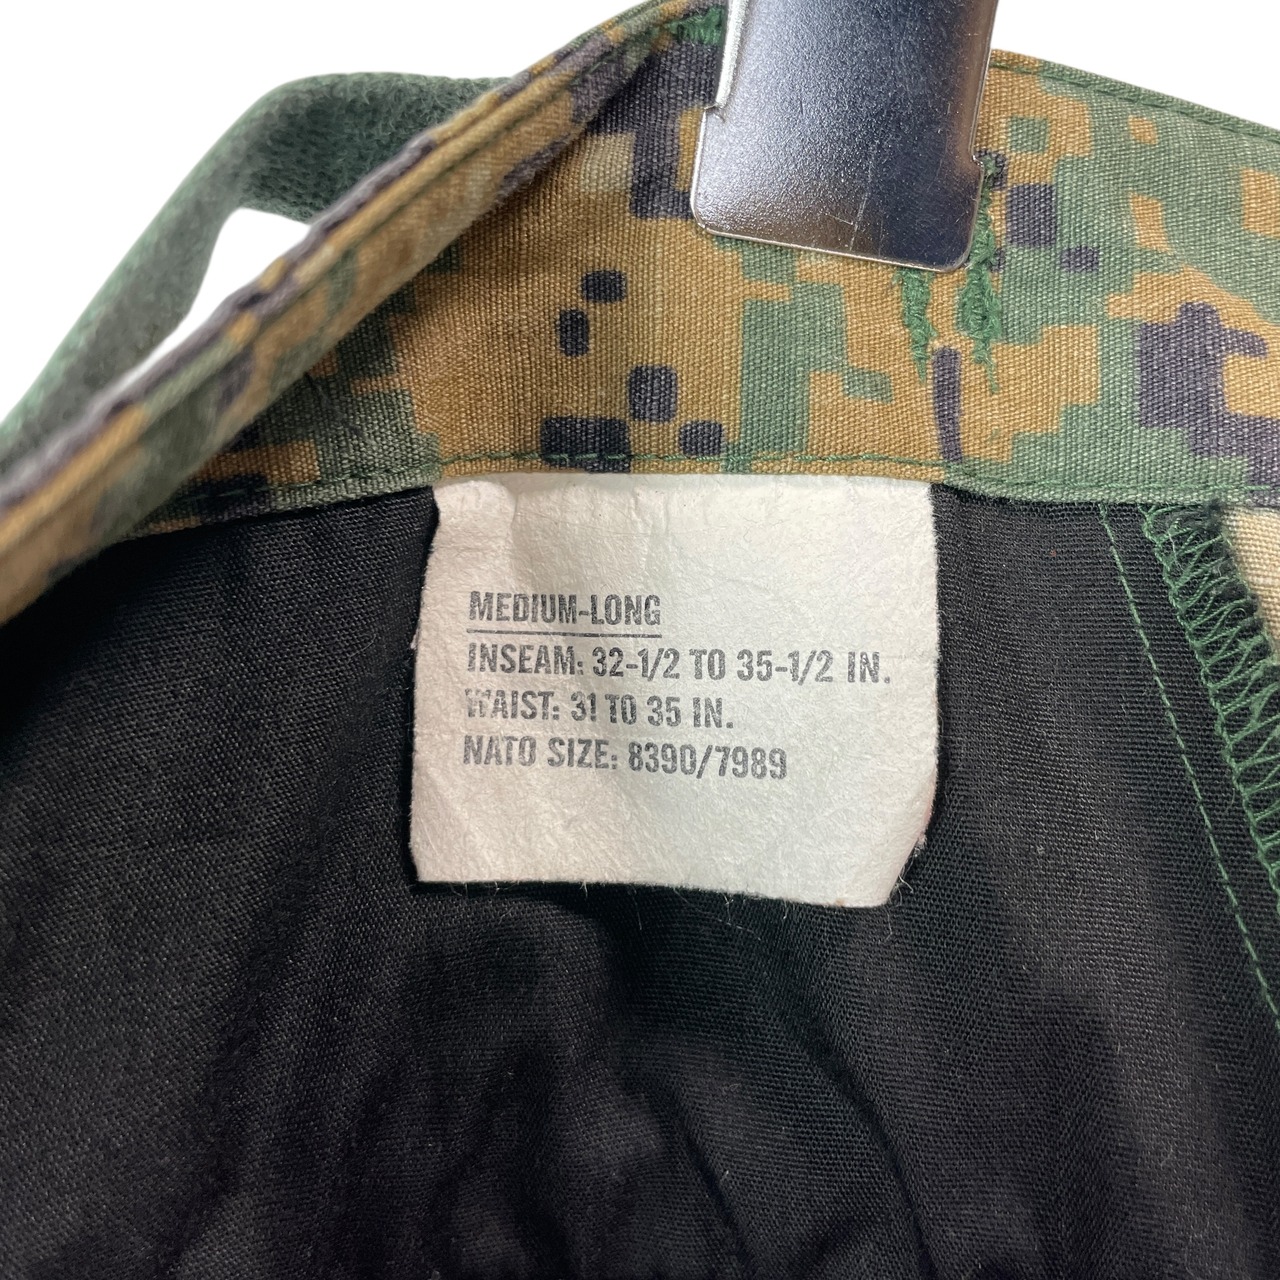 MEDIUM-LONG
INSEAM: 32-1/2 TO 35-1/2 IN.
WAIST: 31 TO 35 IN.
NATO SIZE: 8390/7989